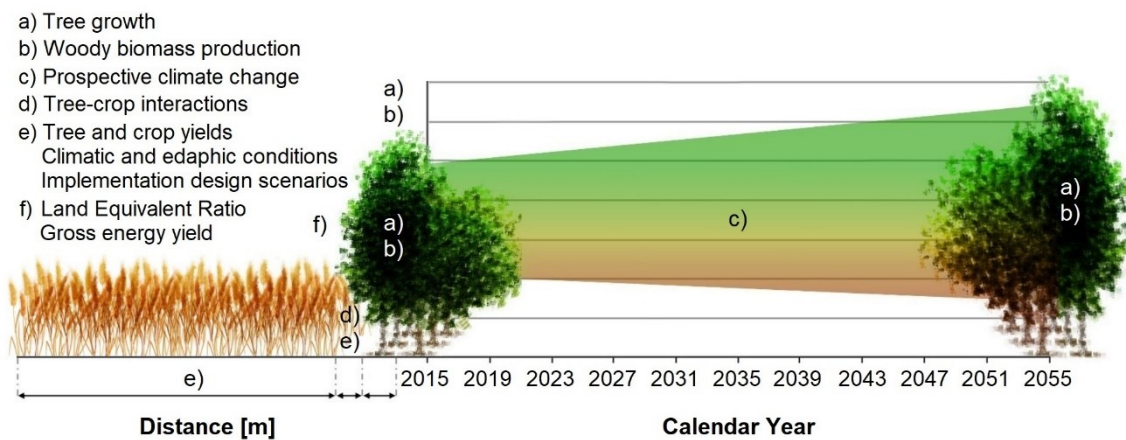 a) Tree growth
b) Woody biomass production
c) Prospective climate change
d) Tree-crop interactions
e) Tree and crop yields
Climatic and edaphic conditions
Implementation design scenarios
f) Land Equivalent Ratio
Gross energy yield
a)
b)
f)
a)
b)
c)
a)
b)
d)
e)
e)
2015 2019 2023 2027 2031 2035 2039 2043 2047 2051 2055
Distance [m]
Calendar Year